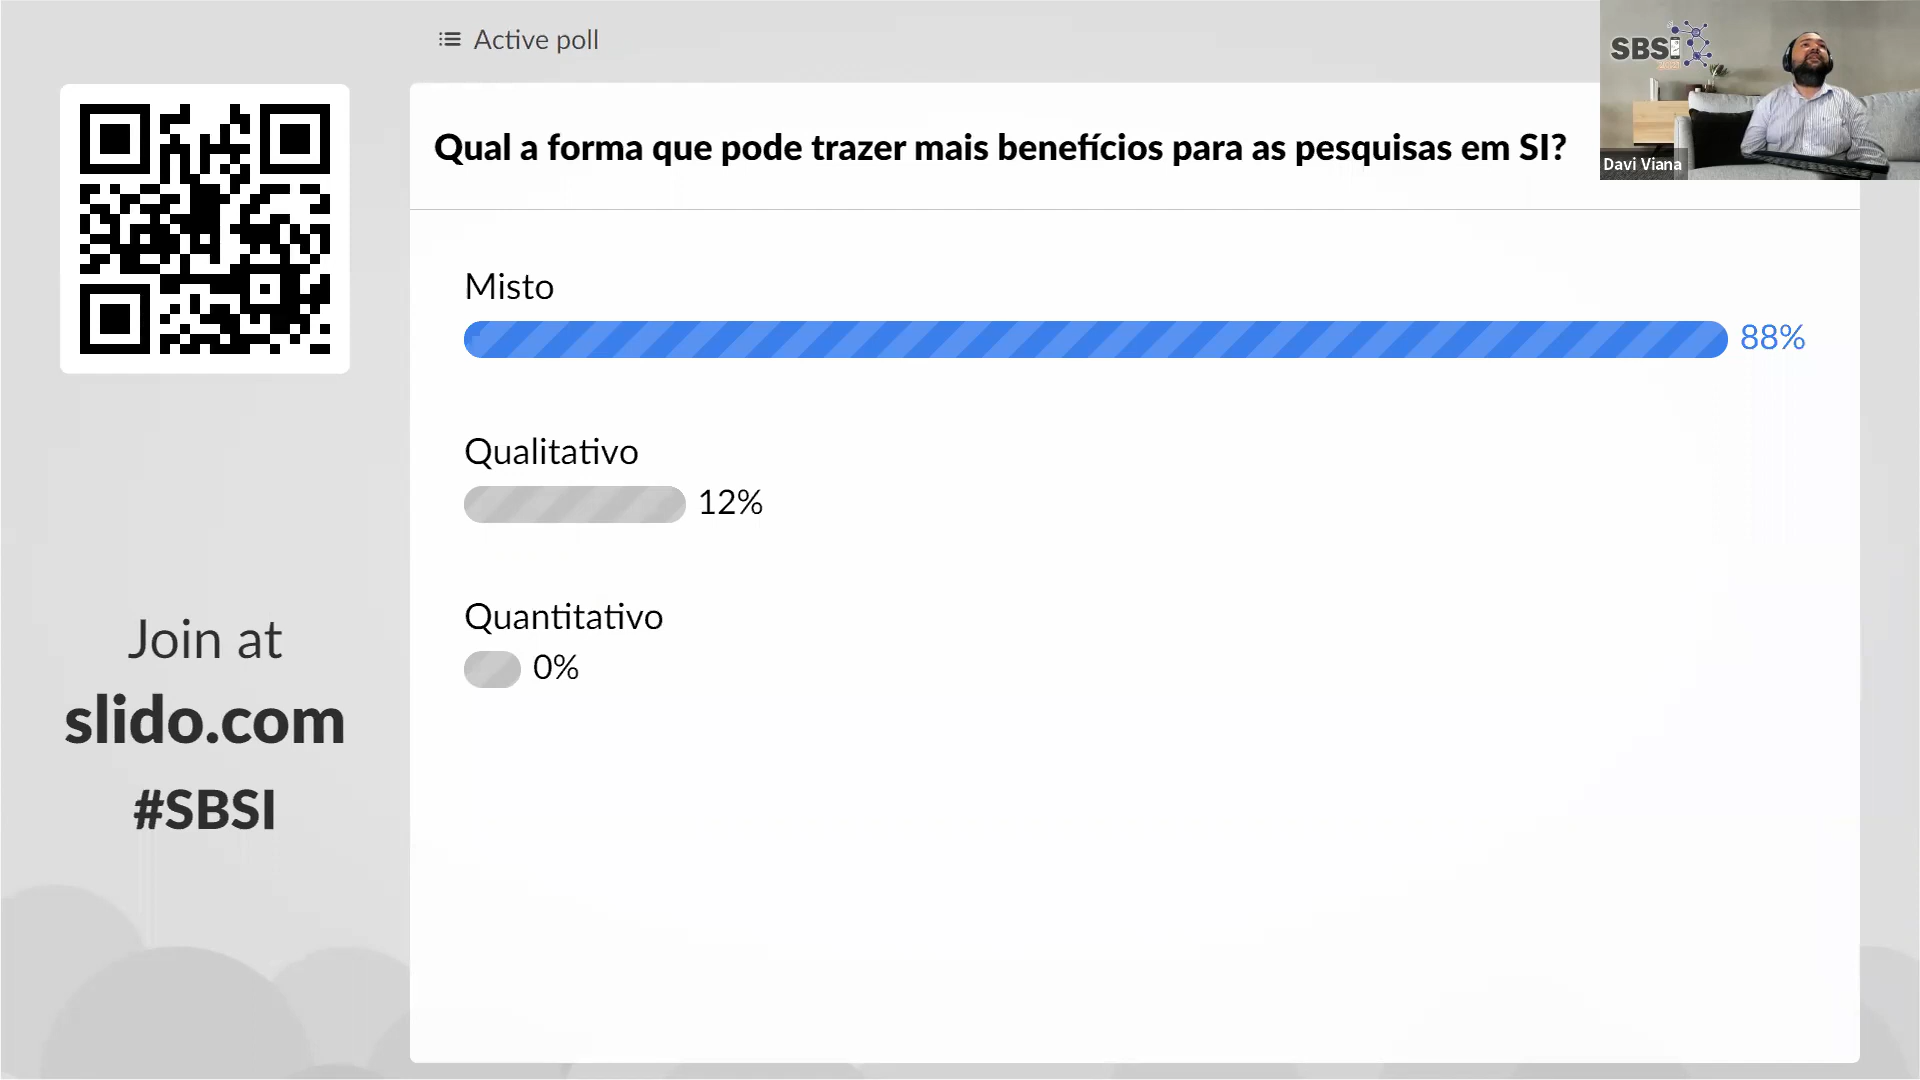 Active poll
Qual a forma que pode trazer mais benefícios para as pesquisas em SI?
SBSI
Davi Viana
Misto
88%
Qualitativo
12%
Quantitativo
0%
Join at
slido.com
#SBSI